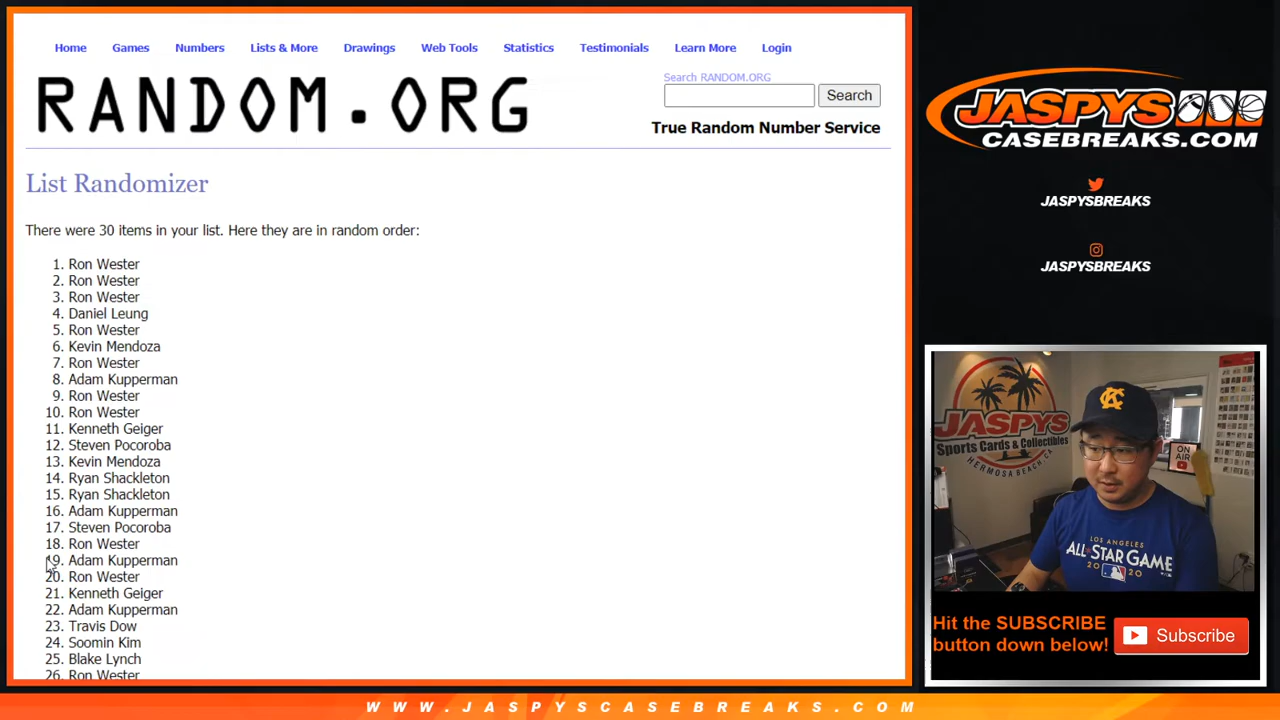 Home Games Numbers Lists & More Drawings Web Tools Statistics Testimonials Learn More Login
RANDOM.ORG
Search RANDOM.ORG
Search
True Random Number Service
List Randomizer
There were 30 items in your list. Here they are in random order:
1. Ron Wester
2. Ron Wester
3. Ron Wester
4. Daniel Leung
5. Ron Wester
6. Kevin Mendoza
7. Ron Wester
8. Adam Kupperman
9. Ron Wester
10. Ron Wester
11. Kenneth Geiger
12. Steven Pocoroba
13. Kevin Mendoza
14. Ryan Shackleton
15. Ryan Shackleton
16. Adam Kupperman
17. Steven Pocoroba
18. Ron Wester
19. Adam Kupperman
20. Ron Wester
21. Kenneth Geiger
22. Adam Kupperman
23. Travis Dow
24. Soomin Kim
25. Blake Lynch
26. Ron Wester
JASPYS
CASEBREAKS.COM
JASPYSBREAKS
JASPYSBREAKS
JASPYS
Sports Cards & Collectibles
HERMOSA BEACH, CA
KC
ON
AIR
LOS ANGELES
ALL STAR GAME
2020
Hit the SUBSCRIBE
button down below!
Subscribe
WWW.JASPYSCASEBREAKS.COM